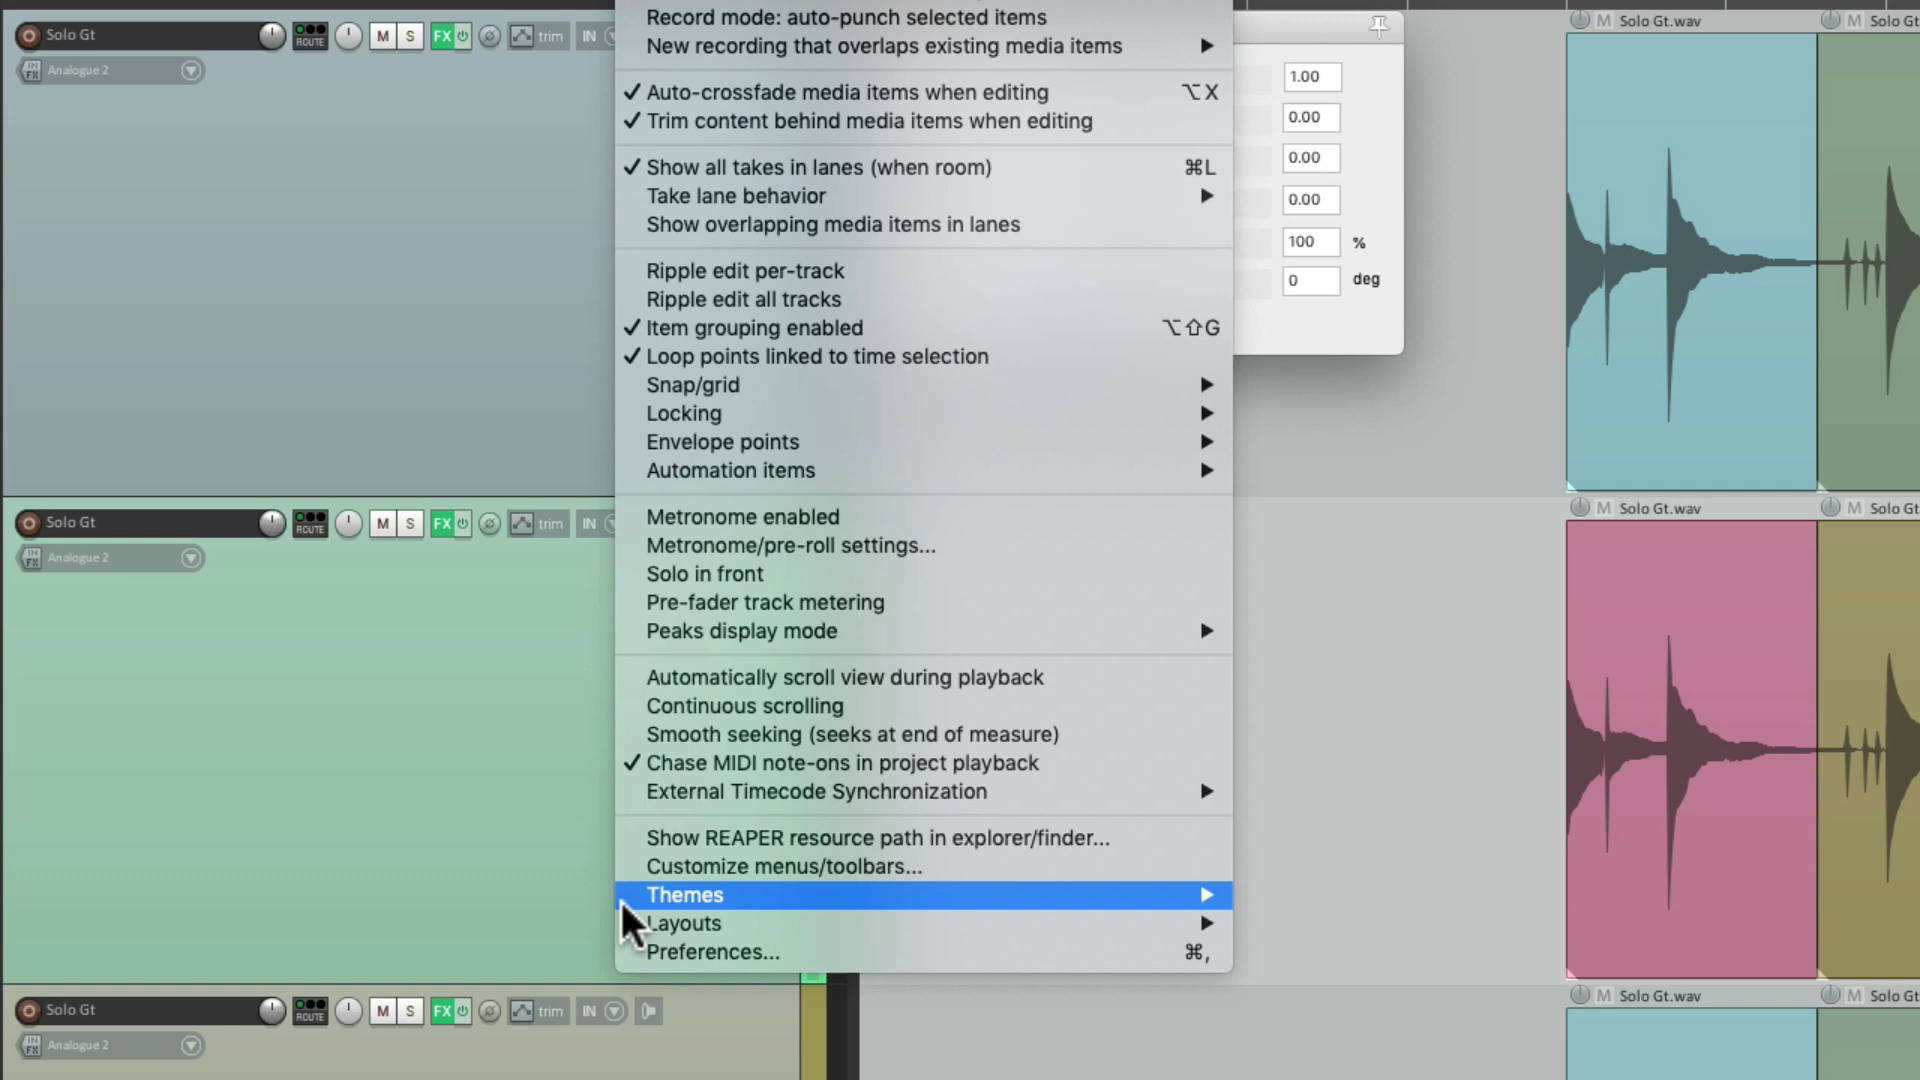 Record mode: auto-punch selected items
New recording that overlaps existing media items
Auto-crossfade media items when editing ⌥X
Trim content behind media items when editing
Show all takes in lanes (when room) ⌘L
Take lane behavior
Show overlapping media items in lanes
Ripple edit per-track
Ripple edit all tracks
Item grouping enabled ⌥⇧G
Loop points linked to time selection
Snap/grid
Locking
Envelope points
Automation items
Metronome enabled
Metronome/pre-roll settings...
Solo in front
Pre-fader track metering
Peaks display mode
Automatically scroll view during playback
Continuous scrolling
Smooth seeking (seeks at end of measure)
Chase MIDI note-ons in project playback
External Timecode Synchronization
Show REAPER resource path in explorer/finder...
Customize menus/toolbars...
Themes
Layouts
Preferences... ⌘,
Solo Gt ROUTE M S FX trim IN
IN FX Analogue 2
Solo Gt ROUTE M S FX trim IN
IN FX Analogue 2
Solo Gt ROUTE M S FX trim IN
IN FX Analogue 2
1.00
0.00
0.00
0.00
100 %
0 deg
M Solo Gt.wav M Solo Gt
M Solo Gt.wav M Solo Gt
M Solo Gt.wav M Solo Gt